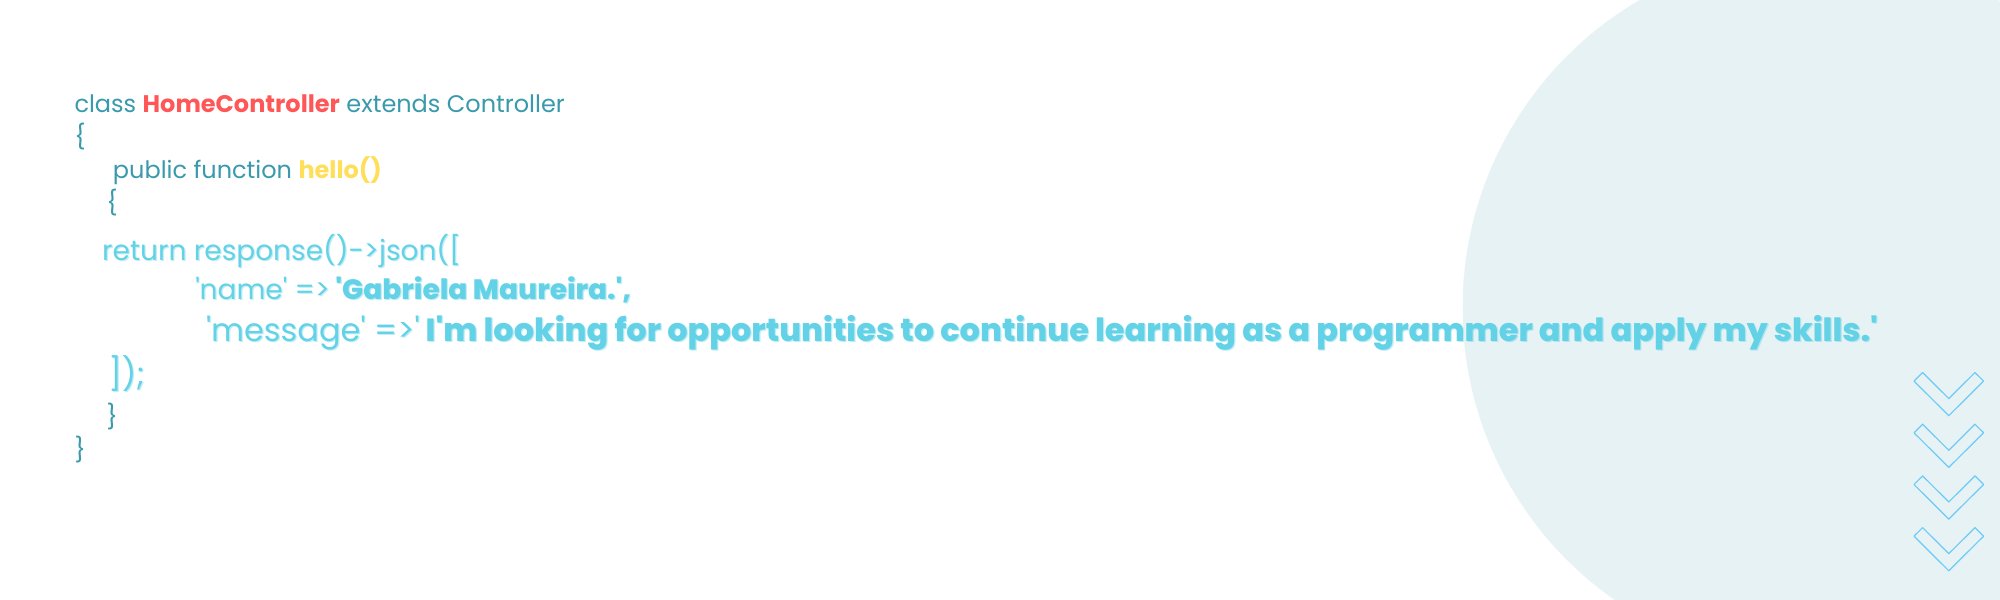 class HomeController extends Controller
{
public function hello()
{
return response()->json([
'name' => 'Gabriela Maureira.',
'message' =>' I'm looking for opportunities to continue learning as a programmer and apply my skills.'
]);
}
}